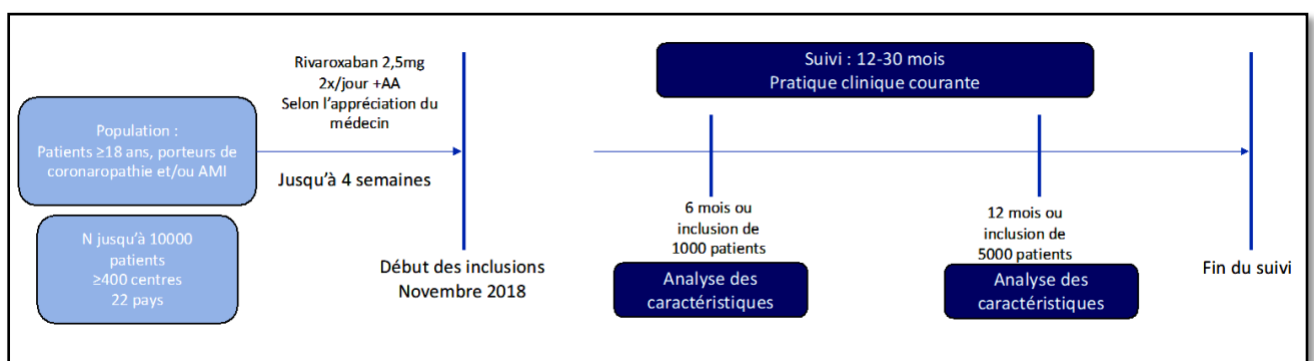 Population :
Patients ≥18 ans, porteurs de
coronaropathie et/ou AMI
N jusqu'à 10000
patients
≥400 centres
22 pays
Rivaroxaban 2,5mg
2x/jour +AA
Selon l'appréciation du
médecin
Jusqu'à 4 semaines
Début des inclusions
Novembre 2018
Suivi : 12-30 mois
Pratique clinique courante
6 mois ou
inclusion de
1000 patients
Analyse des
caractéristiques
12 mois ou
inclusion de
5000 patients
Analyse des
caractéristiques
Fin du suivi